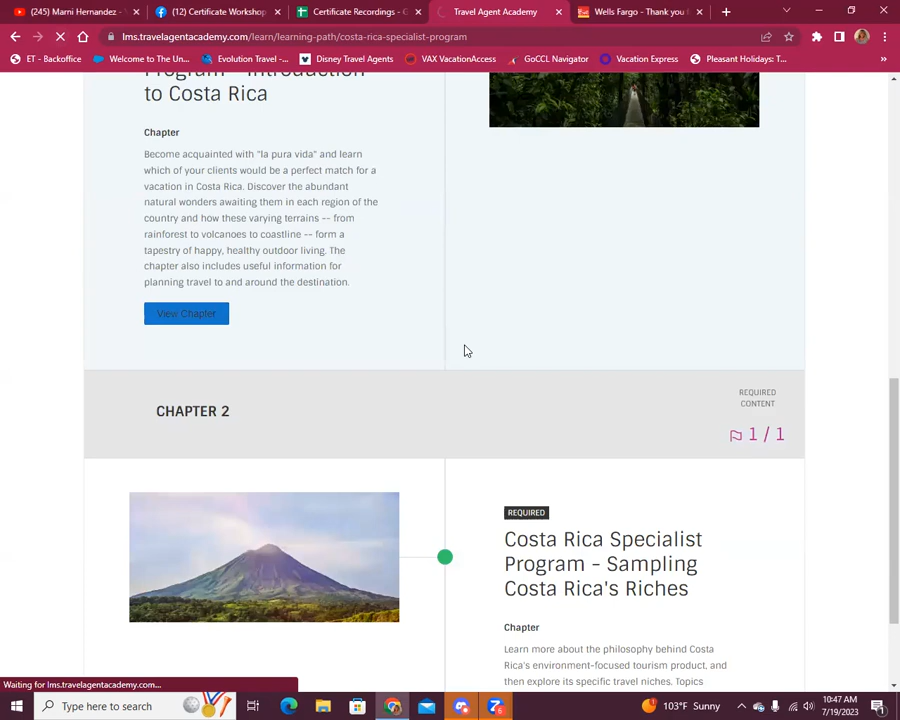 (245) Marni Hernandez -
(12) Certificate Workshop
Certificate Recordings - G
Travel Agent Academy
Wells Fargo - Thank you f
lms.travelagentacademy.com/learn/learning-path/costa-rica-specialist-program
ET - Backoffice
Welcome to The Un...
Evolution Travel -...
Disney Travel Agents
VAX VacationAccess
GoCCL Navigator
Vacation Express
Pleasant Holidays: T...
»
Program - Introduction
to Costa Rica
Chapter
Become acquainted with "la pura vida" and learn
which of your clients would be a perfect match for a
vacation in Costa Rica. Discover the abundant
natural wonders awaiting them in each region of the
country and how these varying terrains -- from
rainforest to volcanoes to coastline -- form a
tapestry of happy, healthy outdoor living. The
chapter also includes useful information for
planning travel to and around the destination.
View Chapter
CHAPTER 2
REQUIRED
CONTENT
1 / 1
REQUIRED
Costa Rica Specialist
Program - Sampling
Costa Rica's Riches
Chapter
Learn more about the philosophy behind Costa
Rica's environment-focused tourism product, and
then explore its specific travel niches. Topics
Waiting for lms.travelagentacademy.com...
Type here to search
103°F Sunny
10:47 AM
7/19/2023